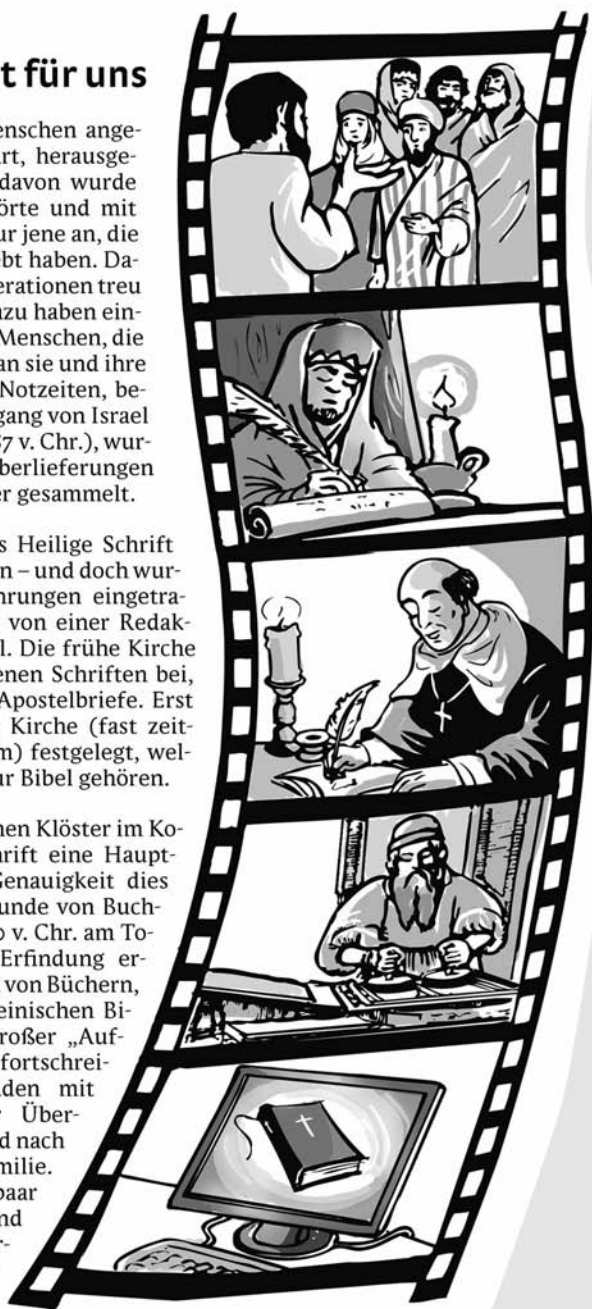 t für uns
enschen ange-
rt, herausge-
davon wurde
örte und mit
ur jene an, die
ebt haben. Da-
erationen treu
azu haben ein-
Menschen, die
an sie und ihre
Notzeiten, be-
gang von Israel
87 v. Chr.), wur-
berlieferungen
er gesammelt.
s Heilige Schrift
n – und doch wur-
hrungen eingetra-
von einer Redak-
l. Die frühe Kirche
enen Schriften bei,
Apostelbriefe. Erst
Kirche (fast zeit-
m) festgelegt, wel-
ur Bibel gehören.
hen Klöster im Ko-
hrift eine Haupt-
Genauigkeit dies
unde von Buch-
0 v. Chr. am To-
Erfindung er-
von Büchern,
einischen Bi-
roßer „Auf-
fortschrei-
den mit
r Über-
d nach
milie.
paar
nd
r-